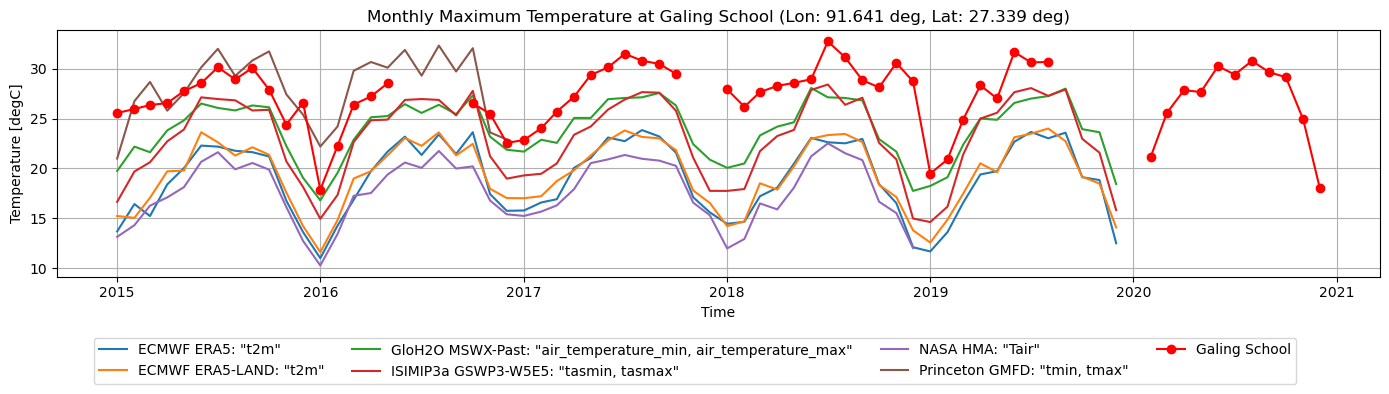 Monthly Maximum Temperature at Galing School (Lon: 91.641 deg, Lat: 27.339 deg)
Temperature [degC]
30
25
20
15
10
2015 2016 2017 2018 2019 2020 2021
Time
ECMWF ERA5: "t2m" GloH2O MSWX-Past: "air_temperature_min, air_temperature_max" NASA HMA: "Tair" Galing School
ECMWF ERA5-LAND: "t2m" ISIMIP3a GSWP3-W5E5: "tasmin, tasmax" Princeton GMFD: "tmin, tmax"